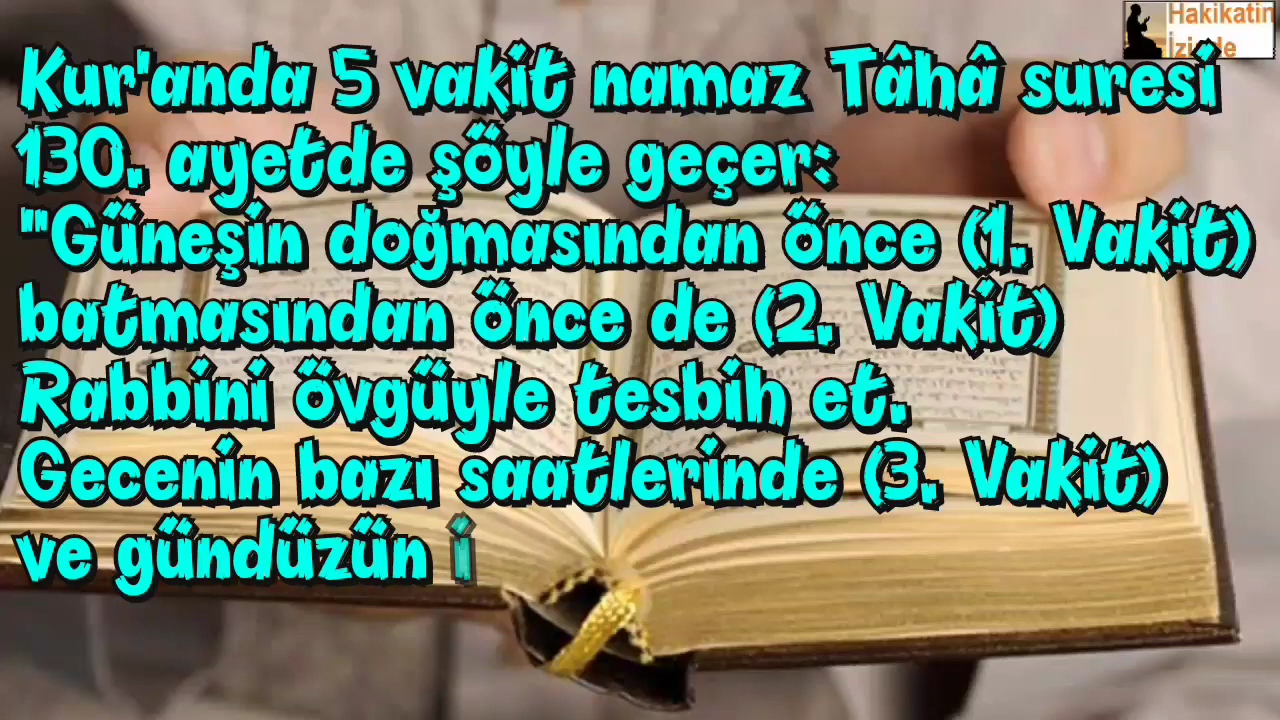 Hakikatin
İzinde
Kur'anda 5 vakit namaz Tâhâ suresi
130. ayetde şöyle geçer:
"Güneşin doğmasından önce (1. Vakit)
batmasından önce de (2. Vakit)
Rabbini övgüyle tesbih et.
Gecenin bazı saatlerinde (3. Vakit)
ve gündüzün i